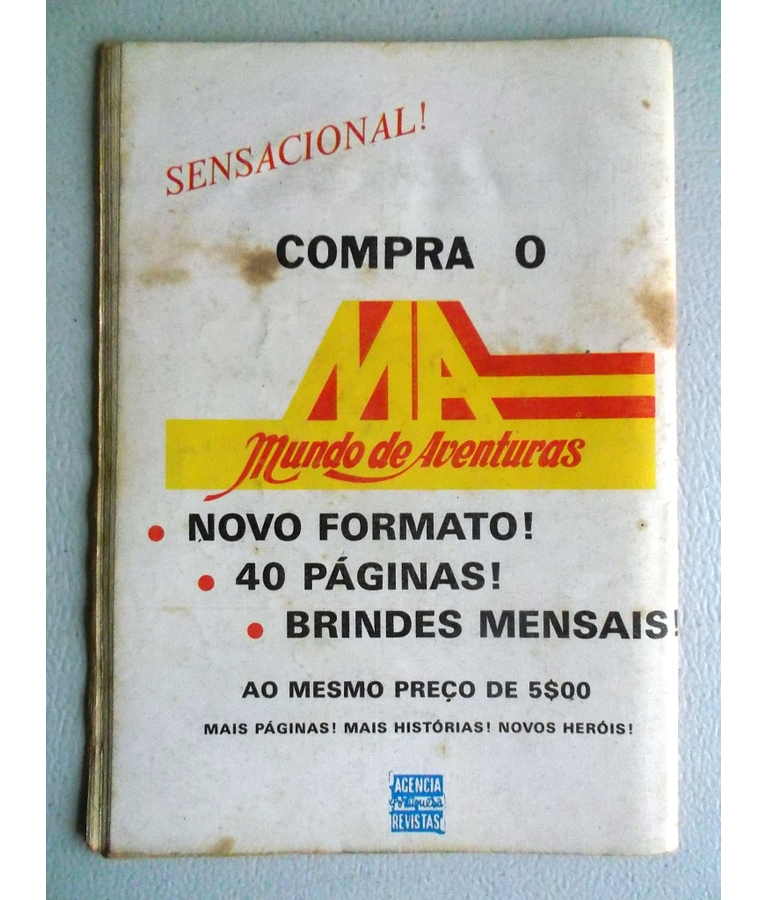 SENSACIONAL!
COMPRA O
MA
Mundo de Aventuras
• NOVO FORMATO!
• 40 PÁGINAS!
• BRINDES MENSAIS!
AO MESMO PREÇO DE 5$00
MAIS PÁGINAS! MAIS HISTÓRIAS! NOVOS HERÓIS!
AGENCIA
Portuguesa
REVISTAS